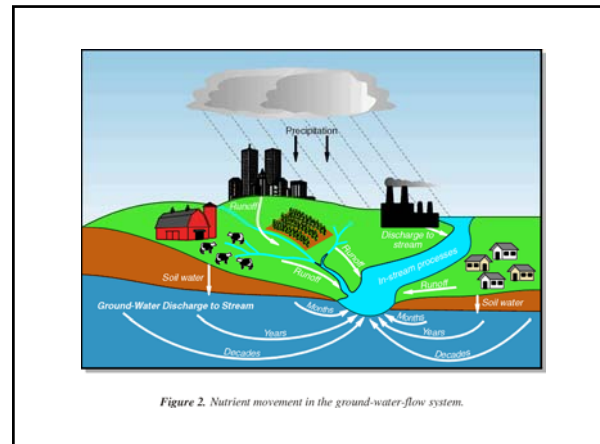 Precipitation
Runoff
Discharge to
stream
Runoff
In-stream processes
Runoff
Runoff
Soil water
Soil water
Ground-Water Discharge to Stream
Months
Months
Years
Years
Decades
Decades
Figure 2. Nutrient movement in the ground-water-flow system.